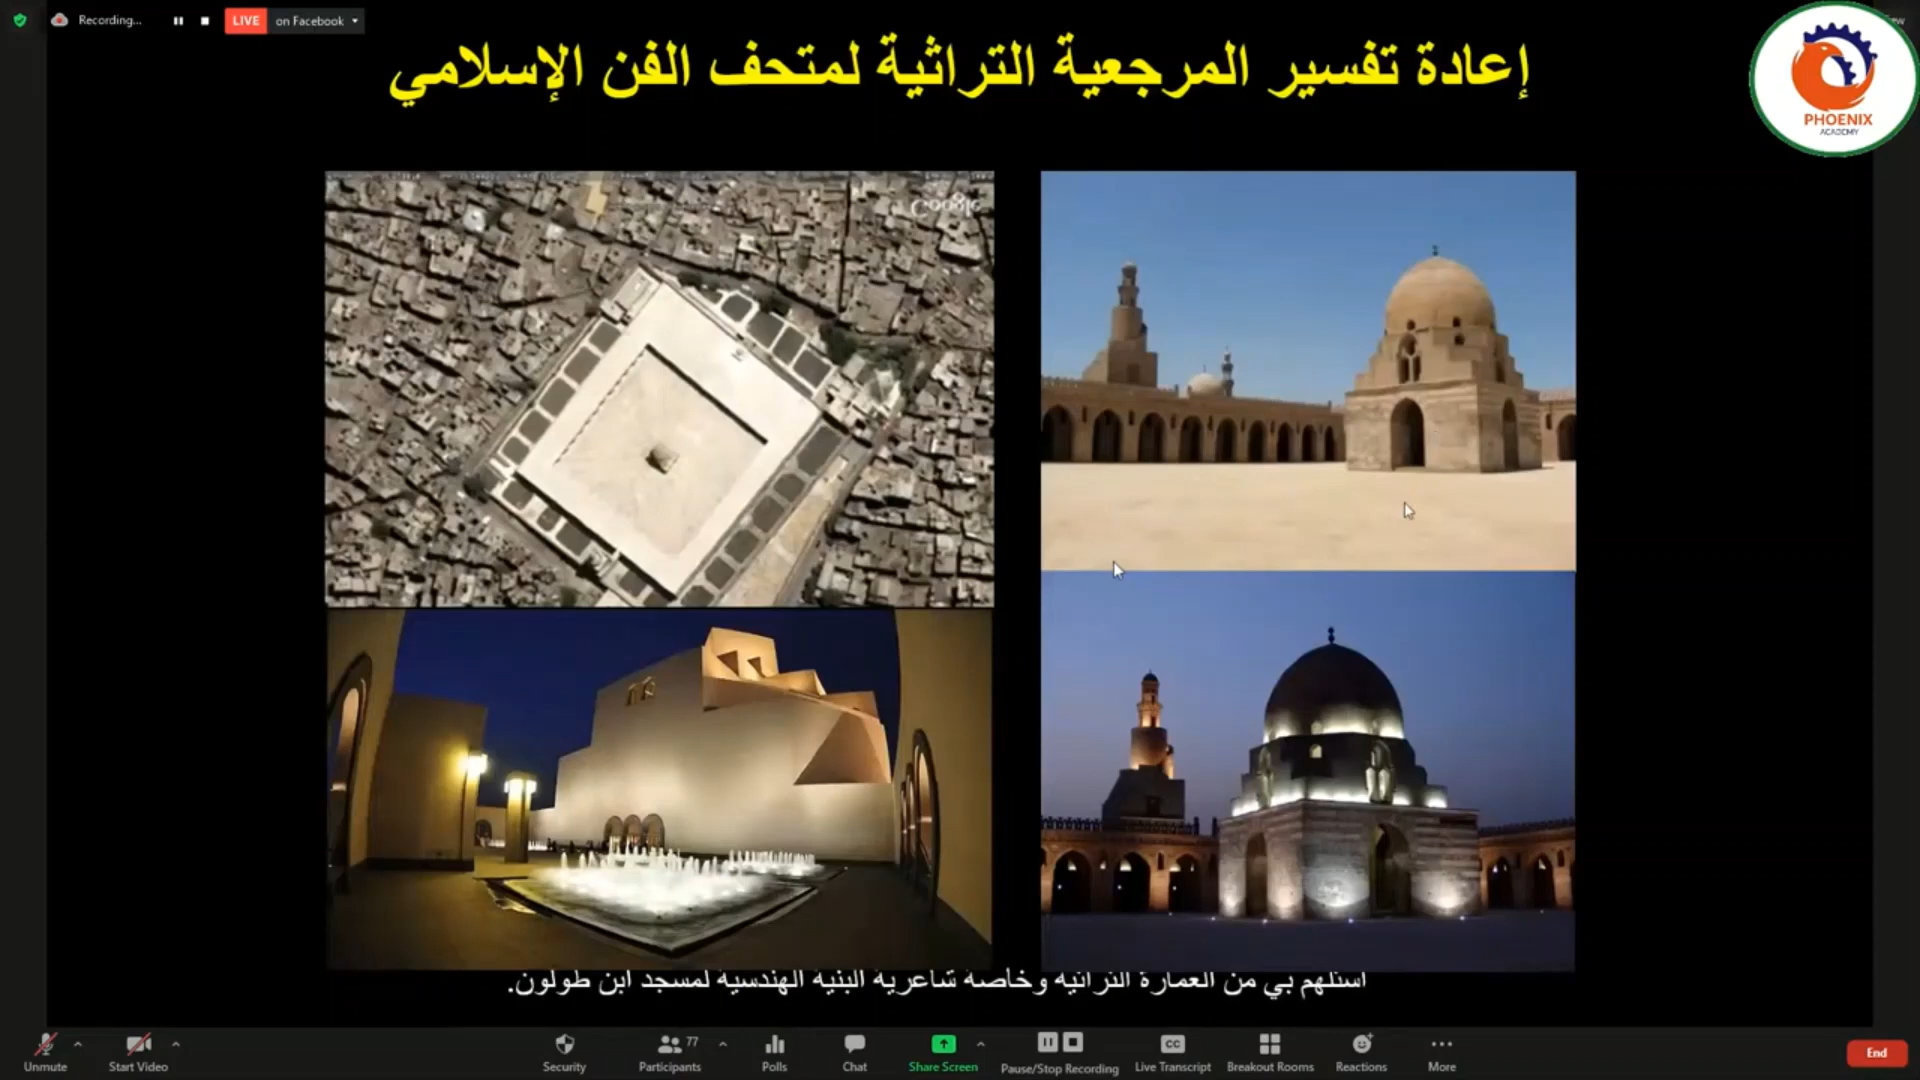 Recording...
LIVE on Facebook
PHOENIX
ACADEMY
إعادة تفسير المرجعية التراثية لمتحف الفن الإسلامي
Google
استلهم بي من العمارة التراثية وخاصة شاعرية البنية الهندسية لمسجد ابن طولون.
Unmute
Start Video
Security
77
Participants
Polls
Chat
Share Screen
Pause/Stop Recording
CC
Live Transcript
Breakout Rooms
Reactions
More
End